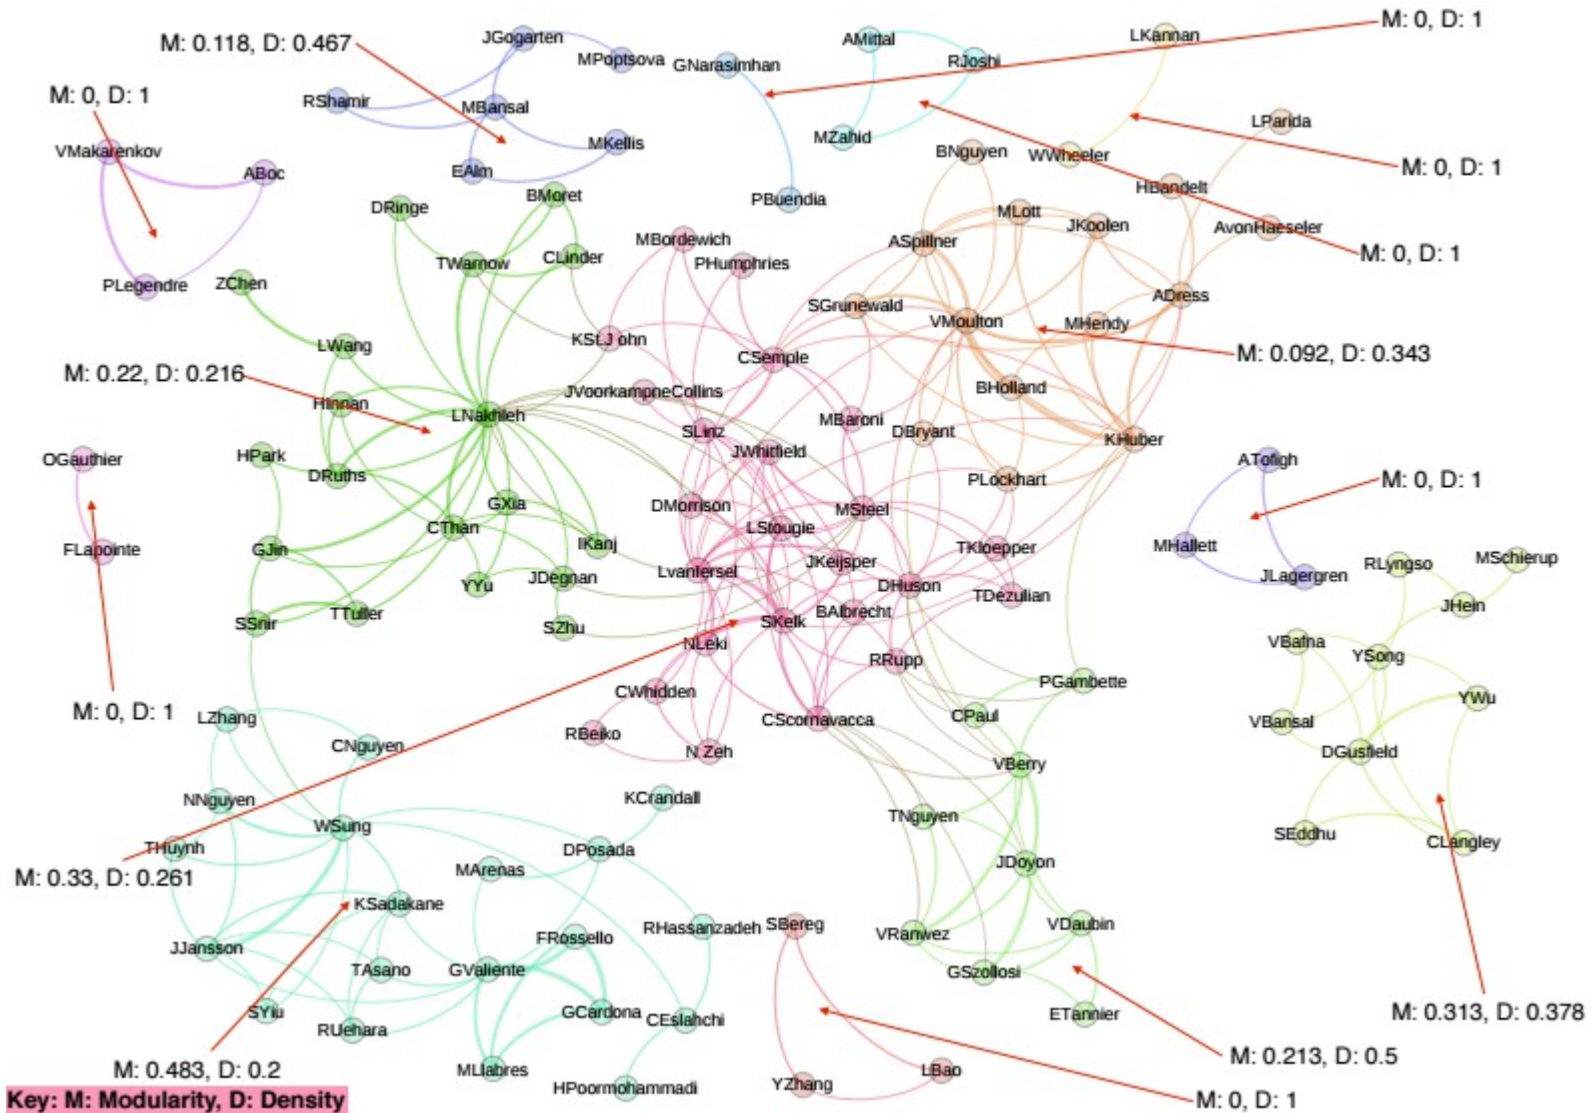 M: 0, D: 1
LKannan
JGogarten
AMittal
M: 0.118, D: 0.467
MPoptsova
GNarasimhan
RJoshi
M: 0, D: 1
RShamir
MBansal
LParida
MZahid
MKellis
VMakarenkov
BNguyen
WWheeler
ABoc
EAlm
M: 0, D: 1
HBandelt
BMoret
PBuendia
DRinge
MLott
JKoolen
AvonHaeseler
MBordewich
ASpillner
M: 0, D: 1
TWarnow
CLinder
PHumphries
PLegendre
ZChen
ADress
SGrunewald
VMoulton
MHendy
KStJ ohn
LWang
CSemple
M: 0.092, D: 0.343
M: 0.22, D: 0.216
JVoorkampneCollins
BHolland
HInnan
LNakhleh
MBaroni
SLinz
DBryant
KHuber
JWhitfield
OGauthier
HPark
ATofigh
DRuths
PLockhart
M: 0, D: 1
GXia
DMorrison
MSteel
CThan
LStougie
FLapointe
GJin
IKanj
TKloepper
MHallett
JKeijsper
RLyngso
MSchierup
LvanIersel
JDegnan
YYu
DHuson
JLagergren
TDezulian
JHein
TTuller
BAlbrecht
SSnir
SZhu
SKelk
NLeki
VBafna
YSong
RRupp
PGambette
CWhidden
YWu
M: 0, D: 1
LZhang
CScornavacca
CPaul
VBansal
RBeiko
CNguyen
N Zeh
DGusfield
VBerry
NNguyen
KCrandall
WSung
TNguyen
SEddhu
THuynh
DPosada
CLangley
JDoyon
MArenas
M: 0.33, D: 0.261
KSadakane
RHassanzadeh
SBereg
VDaubin
FRossello
VRanwez
JJansson
TAsano
GValiente
GSzollosi
SYiu
GCardona
CEslahchi
ETannier
M: 0.313, D: 0.378
RUehara
M: 0.213, D: 0.5
M: 0.483, D: 0.2
MLlabres
LBao
HPoormohammadi
YZhang
Key: M: Modularity, D: Density
M: 0, D: 1